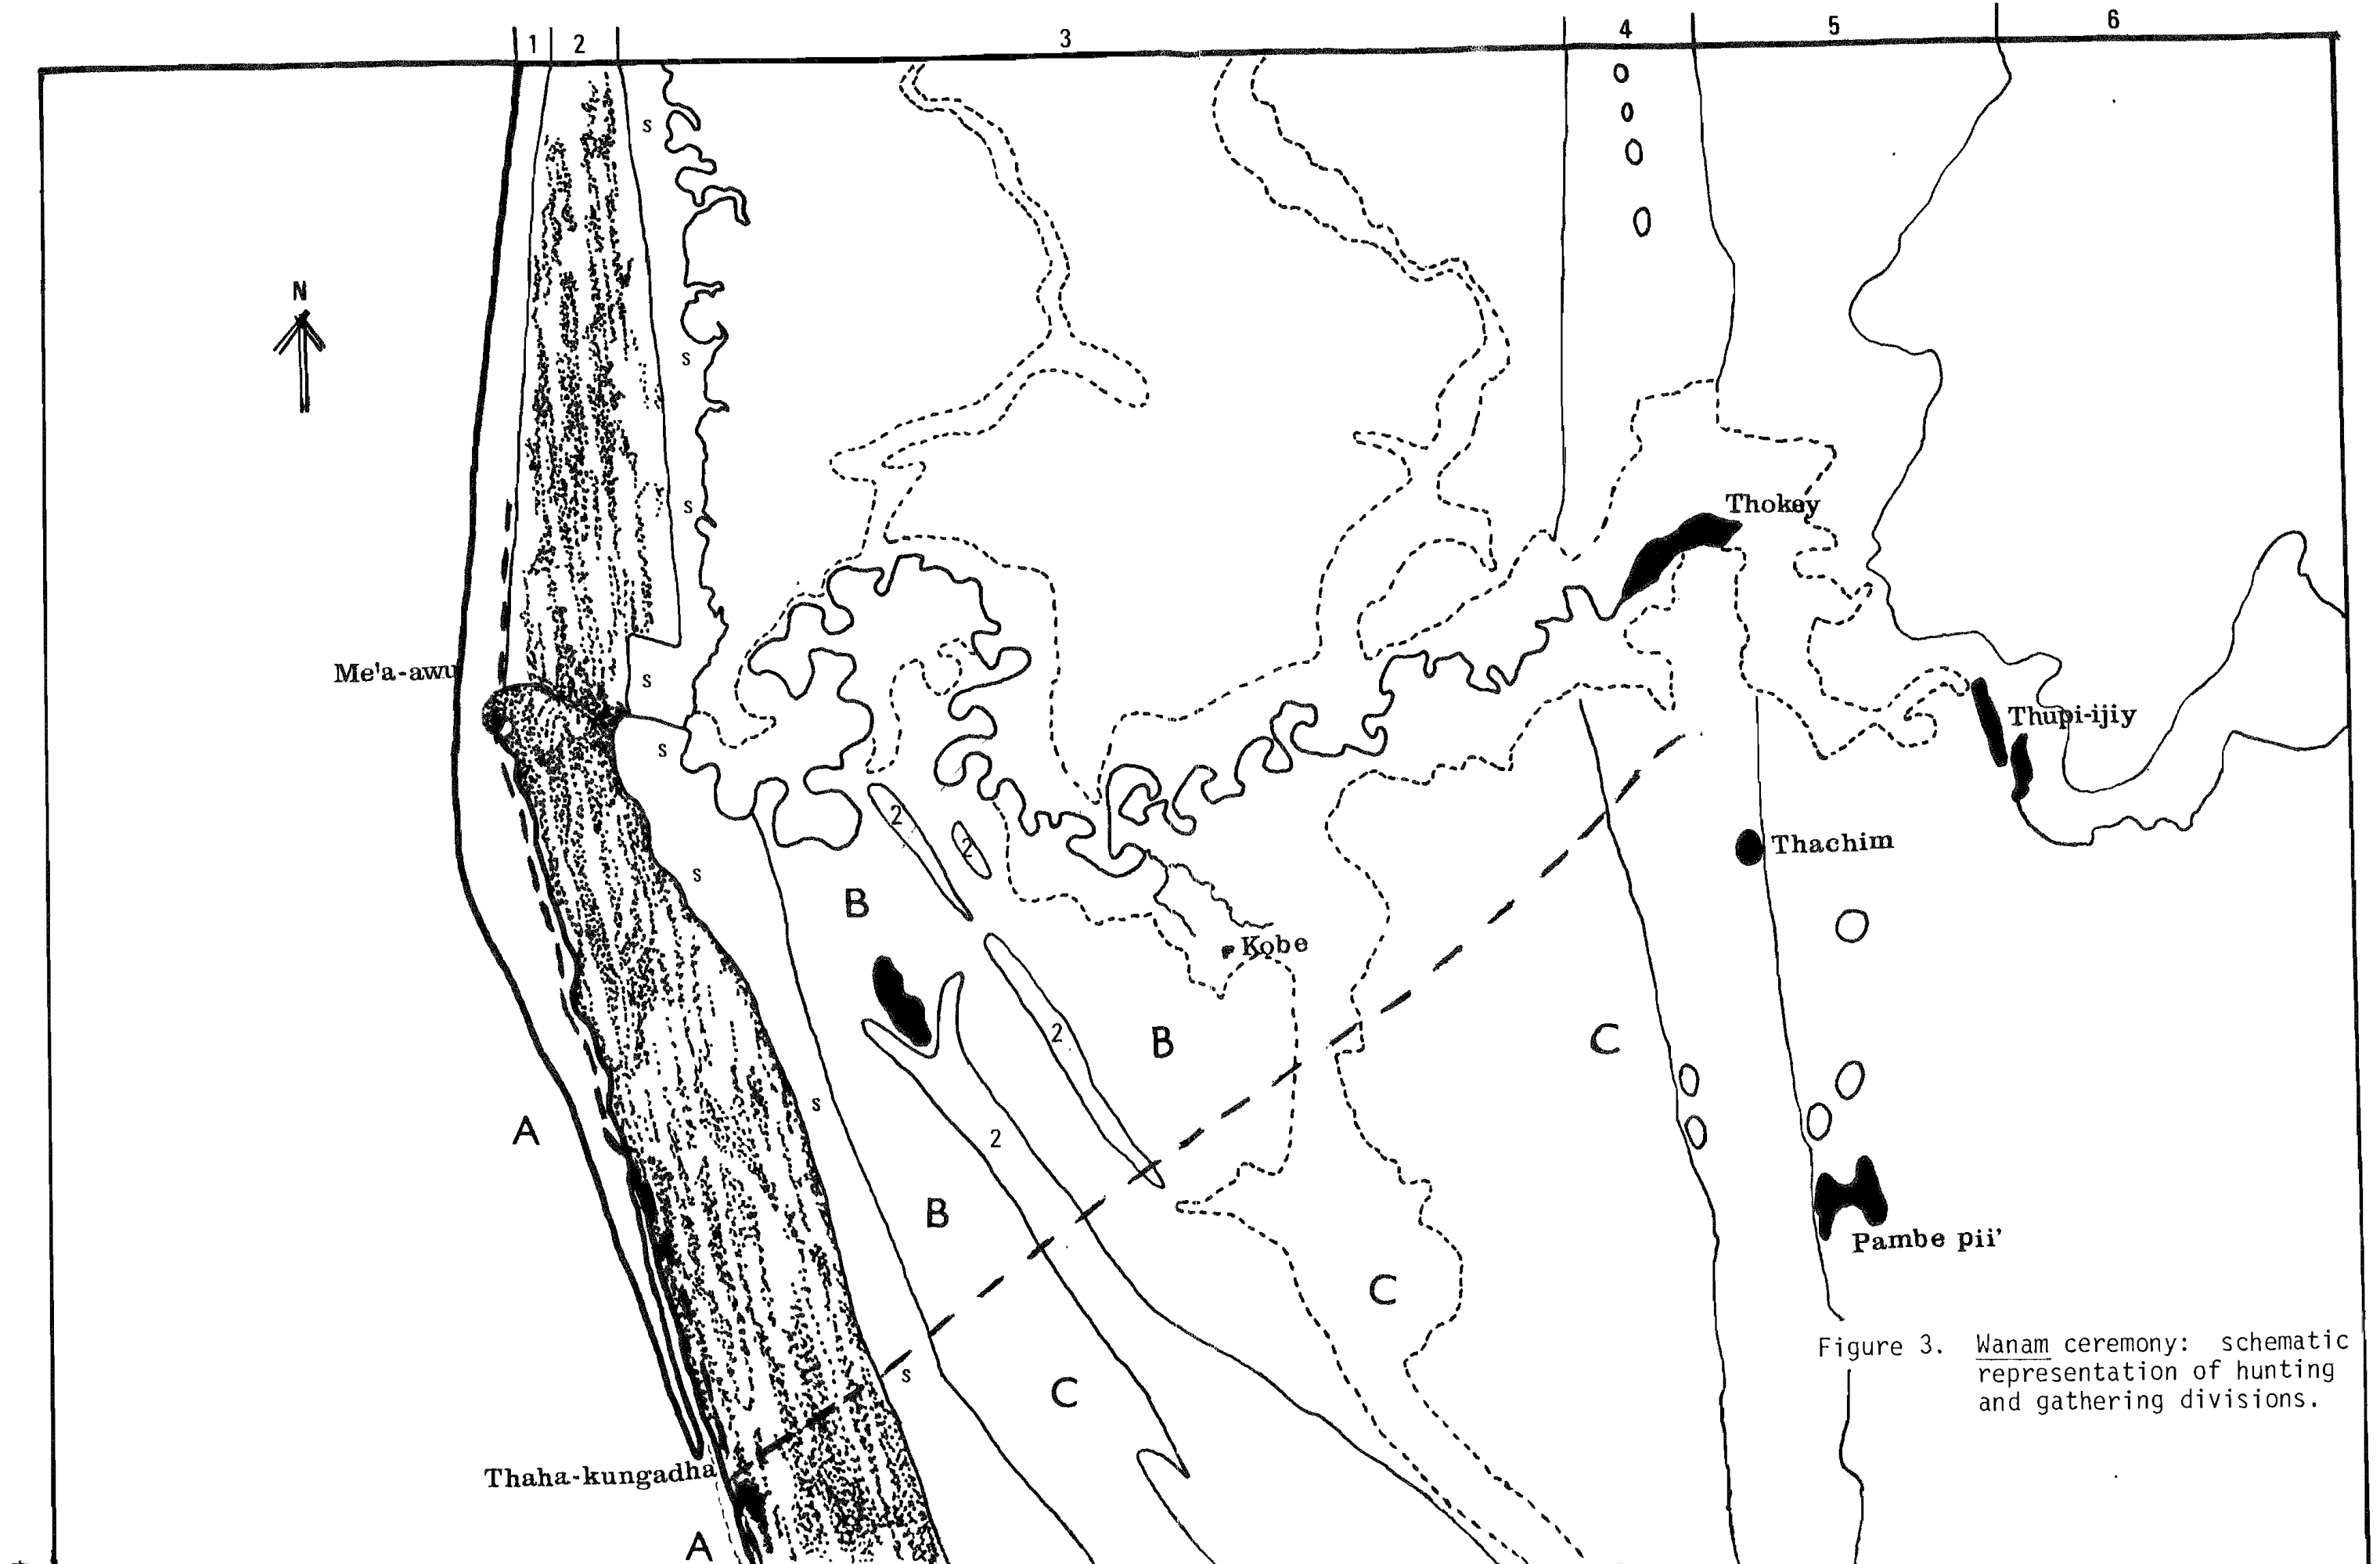 1 2 3 4 5 6
s
N
s
s
Thokey
Me'a-awu
s
Thupi-ijiy
s
2
2
Thachim
s
B
Kobe
2
B
C
s
A
2
B
Pambe pii'
C
Figure 3. Wanam ceremony: schematic
representation of hunting
and gathering divisions.
s
C
Thaha-kungadha
A